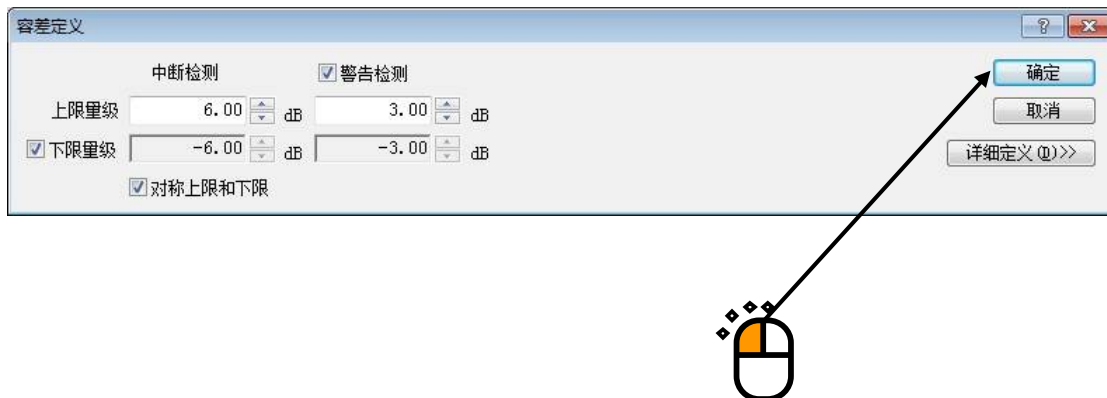 容差定义
中断检测 警告检测 确定
上限量级 6.00 dB 3.00 dB 取消
下限量级 -6.00 dB -3.00 dB 详细定义(D)>>
对称上限和下限